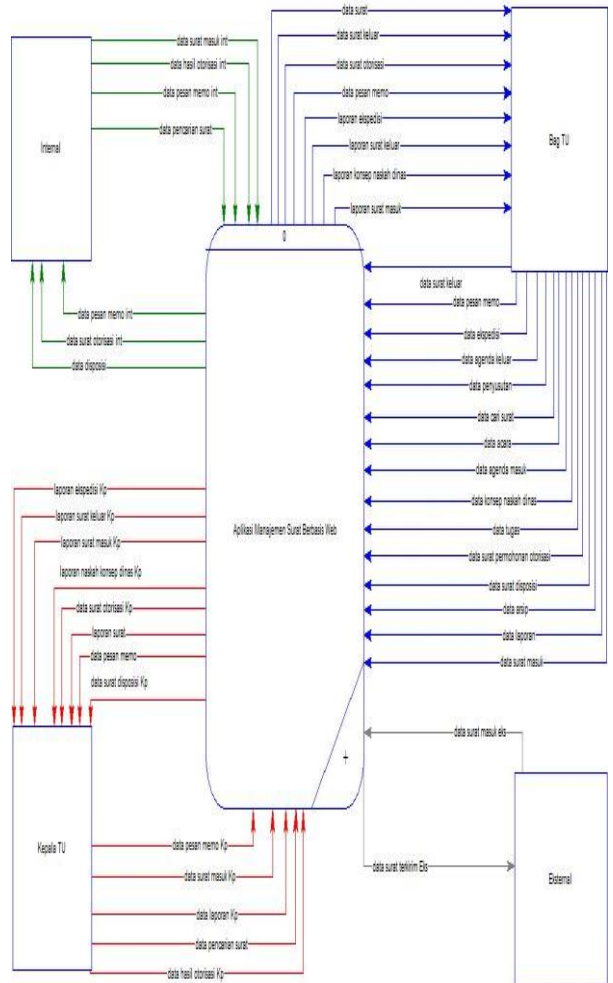 Internal
data surat masuk int
data hasil otorisasi int
data pesan memo int
data pencarian surat
data surat
data surat keluar
data surat otorisasi
data pesan memo
laporan ekspedisi
laporan surat keluar
laporan konsep naskah dinas
laporan surat masuk
Bag TU
0
data surat keluar
data pesan memo
data ekspedisi
data agenda keluar
data penyusutan
data cari surat
data acara
data agenda masuk
data konsep naskah dinas
data tugas
data surat permohonan otorisasi
data surat disposisi
data arsip
data laporan
data surat masuk
data pesan memo int
data surat otorisasi int
data disposisi
Aplikasi Manajemen Surat Berbasis Web
laporan ekspedisi Kp
laporan surat keluar Kp
laporan surat masuk Kp
laporan naskah konsep dinas Kp
data surat otorisasi Kp
laporan surat
data pesan memo
data surat disposisi Kp
+
Kepala TU
data pesan memo Kp
data surat masuk Kp
data laporan Kp
data pencarian surat
data hasil otorisasi Kp
data surat masuk eks
data surat terkirim Eks
Eksternal